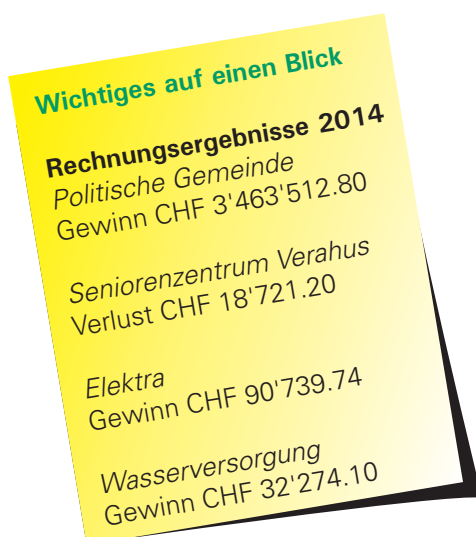 Wichtiges auf einen Blick
Rechnungsergebnisse 2014
Politische Gemeinde
Gewinn CHF 3'463'512.80
Seniorenzentrum Verahus
Verlust CHF 18'721.20
Elektra
Gewinn CHF 90'739.74
Wasserversorgung
Gewinn CHF 32'274.10